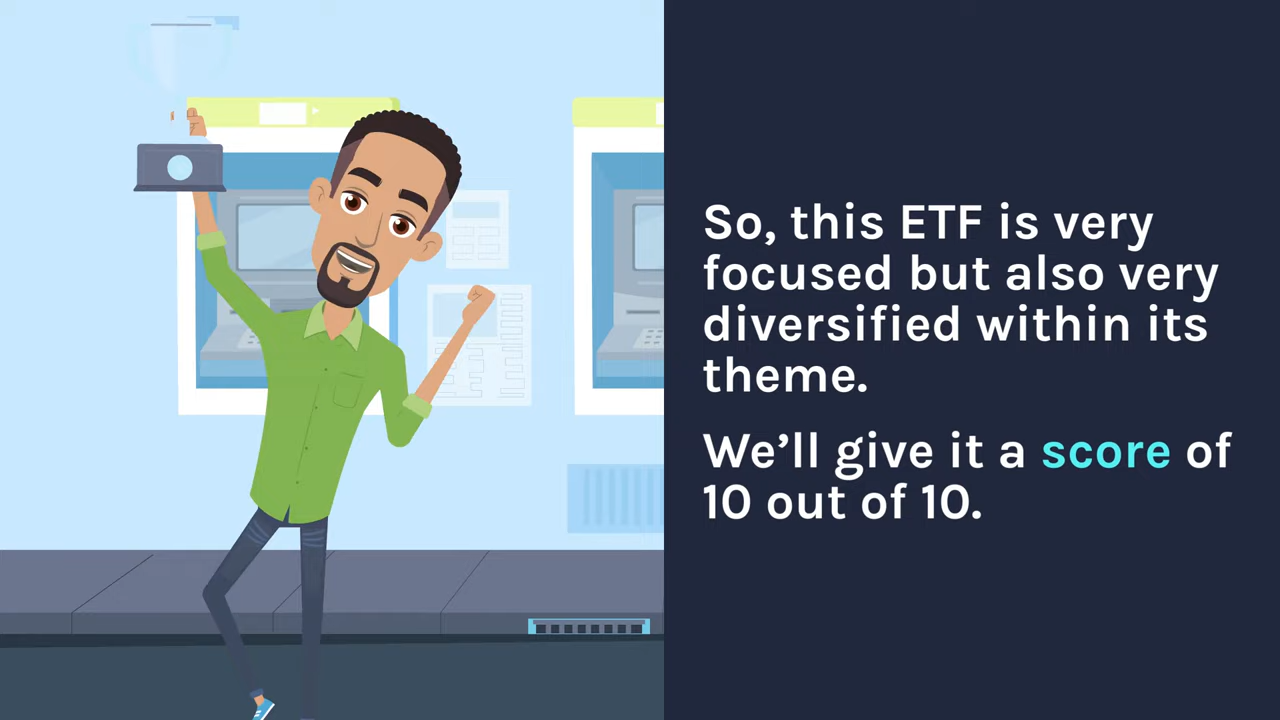 So, this ETF is very
focused but also very
diversified within its
theme.
We’ll give it a score of
10 out of 10.